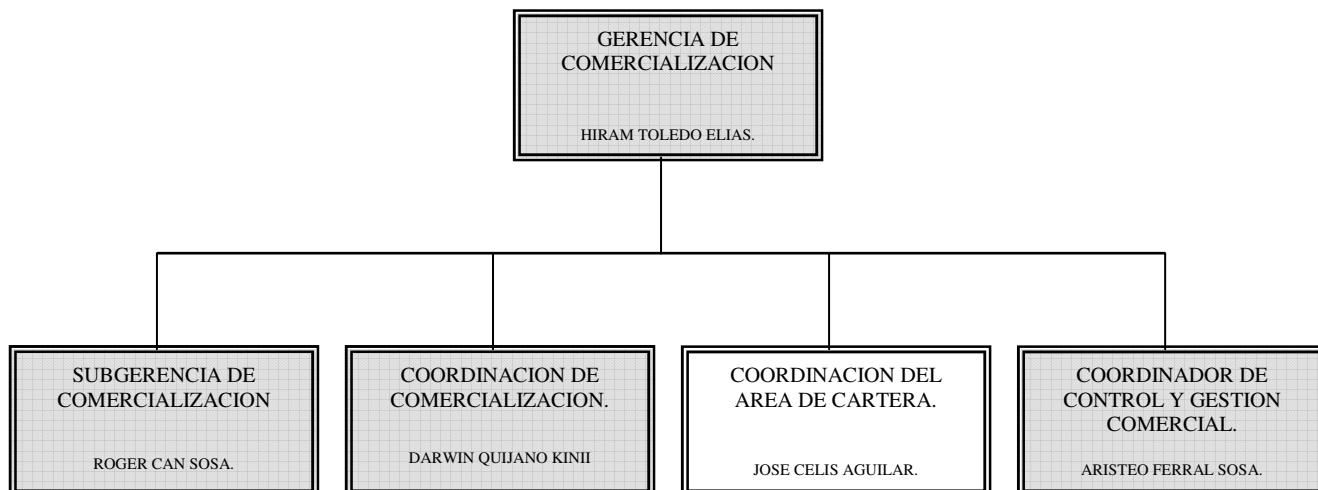 GERENCIA DE
COMERCIALIZACION
HIRAM TOLEDO ELIAS.
SUBGERENCIA DE
COMERCIALIZACION
ROGER CAN SOSA.
COORDINACION DE
COMERCIALIZACION.
DARWIN QUIJANO KINII
COORDINACION DEL
AREA DE CARTERA.
JOSE CELIS AGUILAR.
COORDINADOR DE
CONTROL Y GESTION
COMERCIAL.
ARISTEO FERRAL SOSA.